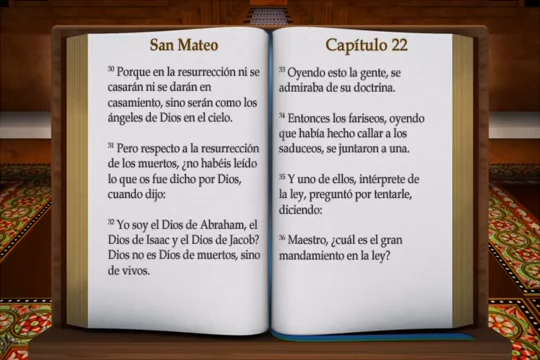 San Mateo
30 Porque en la resurrección ni se
casarán ni se darán en
casamiento, sino serán como los
ángeles de Dios en el cielo.
31 Pero respecto a la resurrección
de los muertos, ¿no habéis leído
lo que os fue dicho por Dios,
cuando dijo:
32 Yo soy el Dios de Abraham, el
Dios de Isaac y el Dios de Jacob?
Dios no es Dios de muertos, sino
de vivos.
Capítulo 22
33 Oyendo esto la gente, se
admiraba de su doctrina.
34 Entonces los fariseos, oyendo
que había hecho callar a los
saduceos, se juntaron a una.
35 Y uno de ellos, intérprete de
la ley, preguntó por tentarle,
diciendo:
36 Maestro, ¿cuál es el gran
mandamiento en la ley?